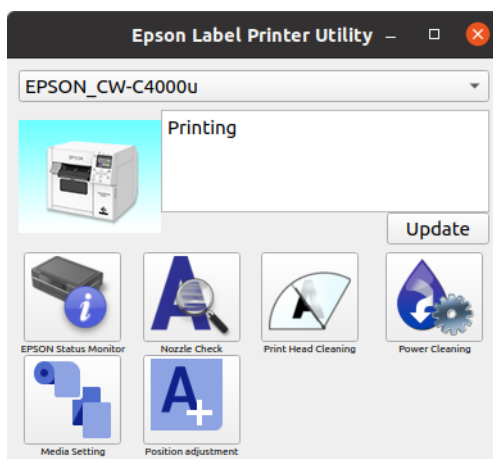 Epson Label Printer Utility
EPSON_CW-C4000u
Printing
Update
EPSON Status Monitor
Nozzle Check
Print Head Cleaning
Power Cleaning
Media Setting
Position adjustment